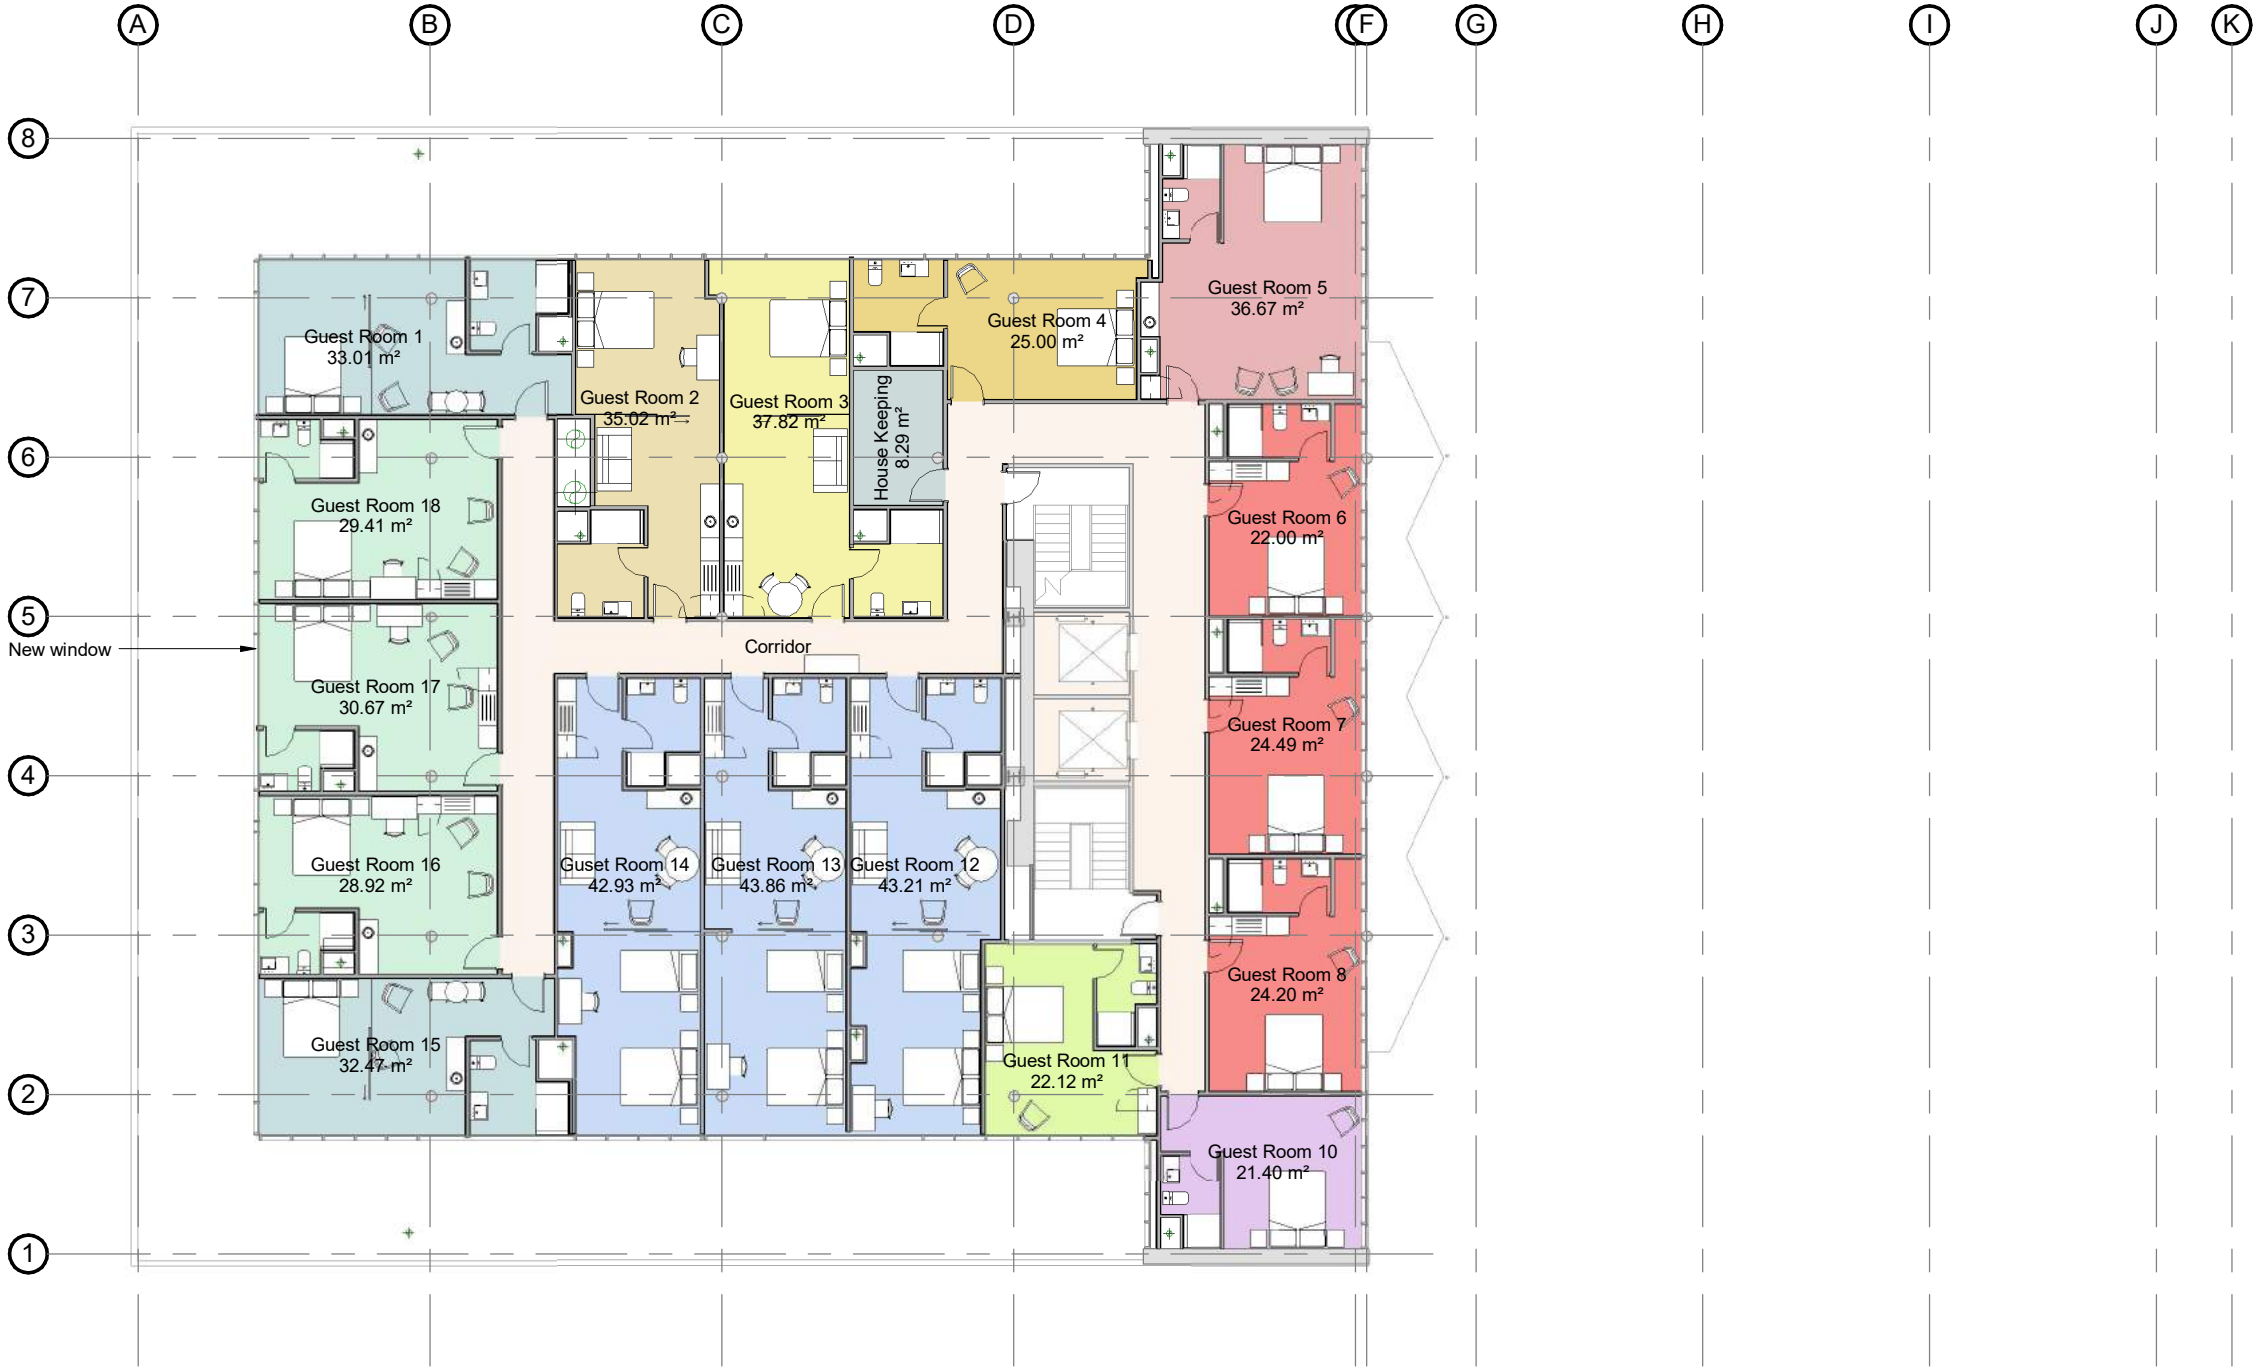 A
B
C
D
F
G
H
I
J
K
8
7
6
5
4
3
2
1
Guest Room 1
33.01 m²
Guest Room 2
35.02 m²
Guest Room 3
37.82 m²
House Keeping
8.29 m²
Guest Room 4
25.00 m²
Guest Room 5
36.67 m²
Guest Room 18
29.41 m²
Guest Room 6
22.00 m²
New window
Corridor
Guest Room 17
30.67 m²
Guest Room 7
24.49 m²
Guest Room 16
28.92 m²
Guset Room 14
42.93 m²
Guest Room 13
43.86 m²
Guest Room 12
43.21 m²
Guest Room 8
24.20 m²
Guest Room 15
32.47 m²
Guest Room 11
22.12 m²
Guest Room 10
21.40 m²